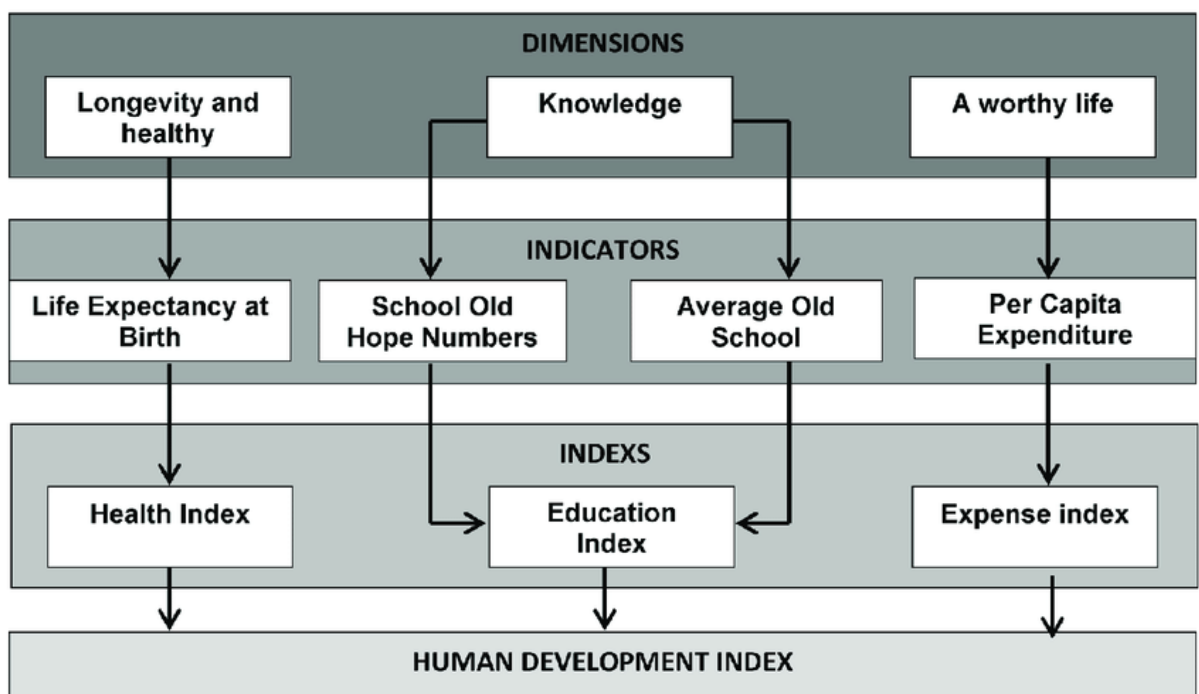 DIMENSIONS
Longevity and
healthy
Knowledge
A worthy life
INDICATORS
Life Expectancy at
Birth
School Old
Hope Numbers
Average Old
School
Per Capita
Expenditure
INDEXS
Health Index
Education
Index
Expense index
HUMAN DEVELOPMENT INDEX